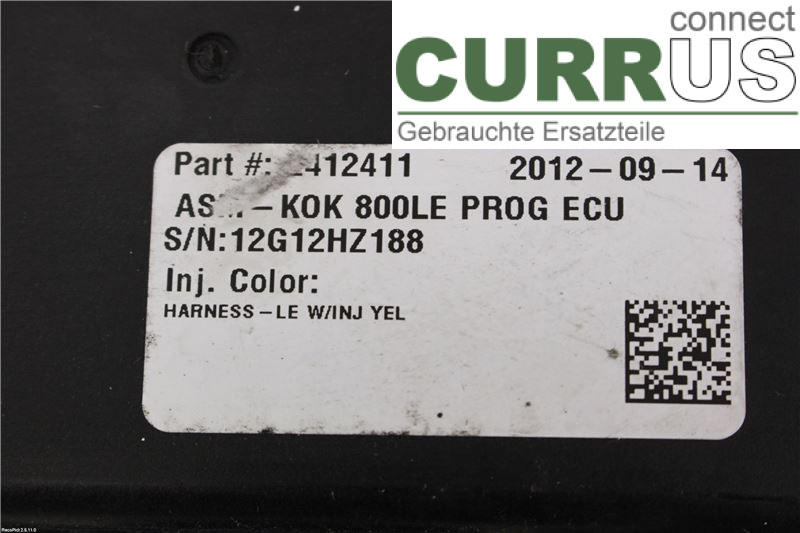 connect
CURRUS
Gebrauchte Ersatzteile
Part #: 2012-09-14
-KOK 800LE PROG ECU
S/N:12G12HZ188
Inj. Color:
HARNESS-LE W/INJ YEL